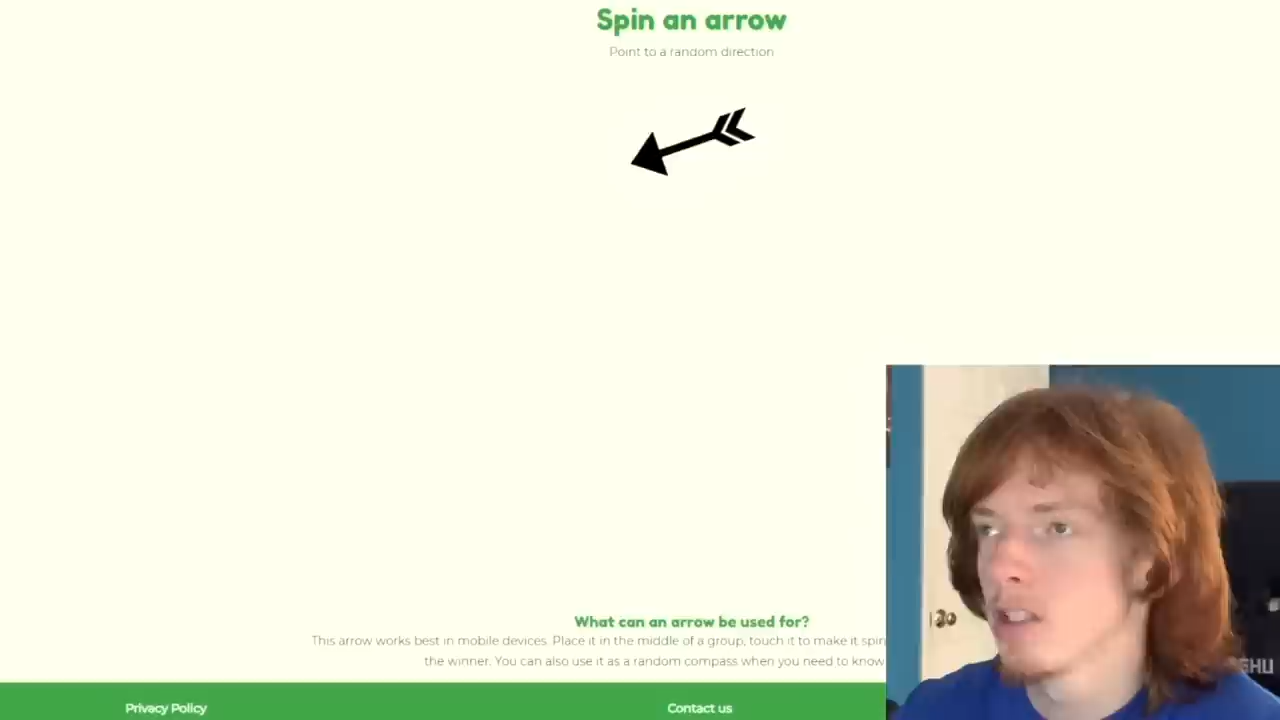 Spin an arrow
Point to a random direction
What can an arrow be used for?
This arrow works best in mobile devices. Place it in the middle of a group, touch it to make it spin
the winner. You can also use it as a random compass when you need to know
Privacy Policy
Contact us